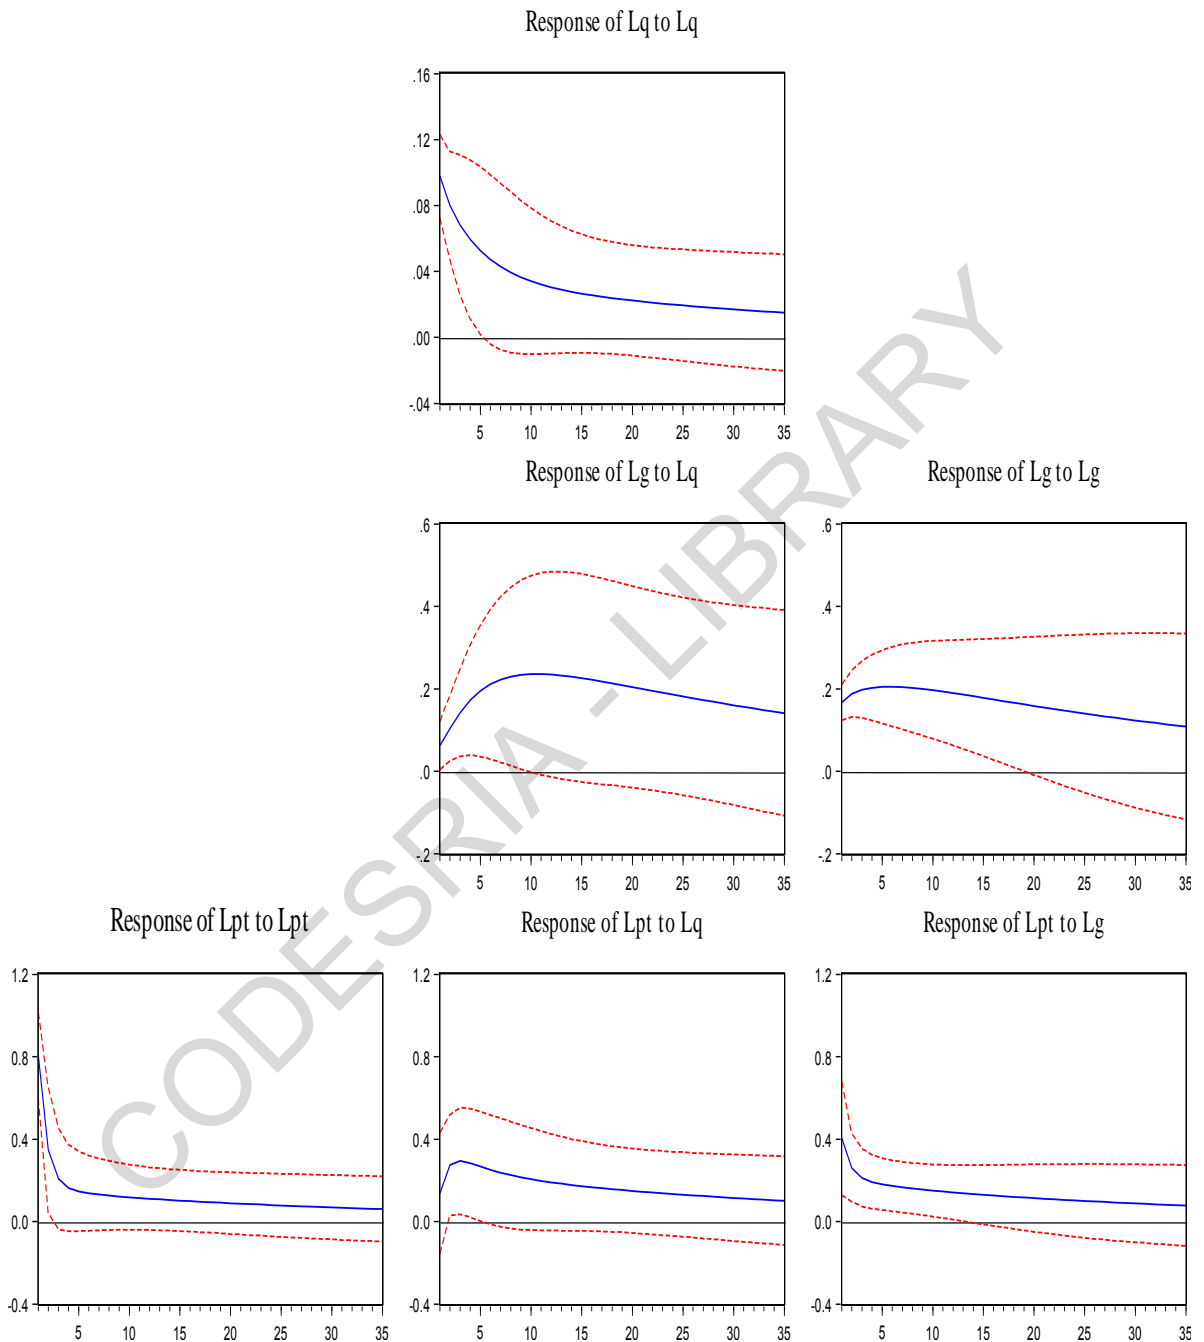 Response of Lq to Lq
.16
.12
.08
.04
.00
-.04
5 10 15 20 25 30 35
Response of Lg to Lq
Response of Lg to Lg
.6
.4
.2
.0
-.2
5 10 15 20 25 30 35
.6
.4
.2
.0
-.2
5 10 15 20 25 30 35
Response of Lpt to Lpt
Response of Lpt to Lq
Response of Lpt to Lg
1.2
0.8
0.4
0.0
-0.4
5 10 15 20 25 30 35
1.2
0.8
0.4
0.0
-0.4
5 10 15 20 25 30 35
1.2
0.8
0.4
0.0
-0.4
5 10 15 20 25 30 35
CODESRIA - LIBRARY